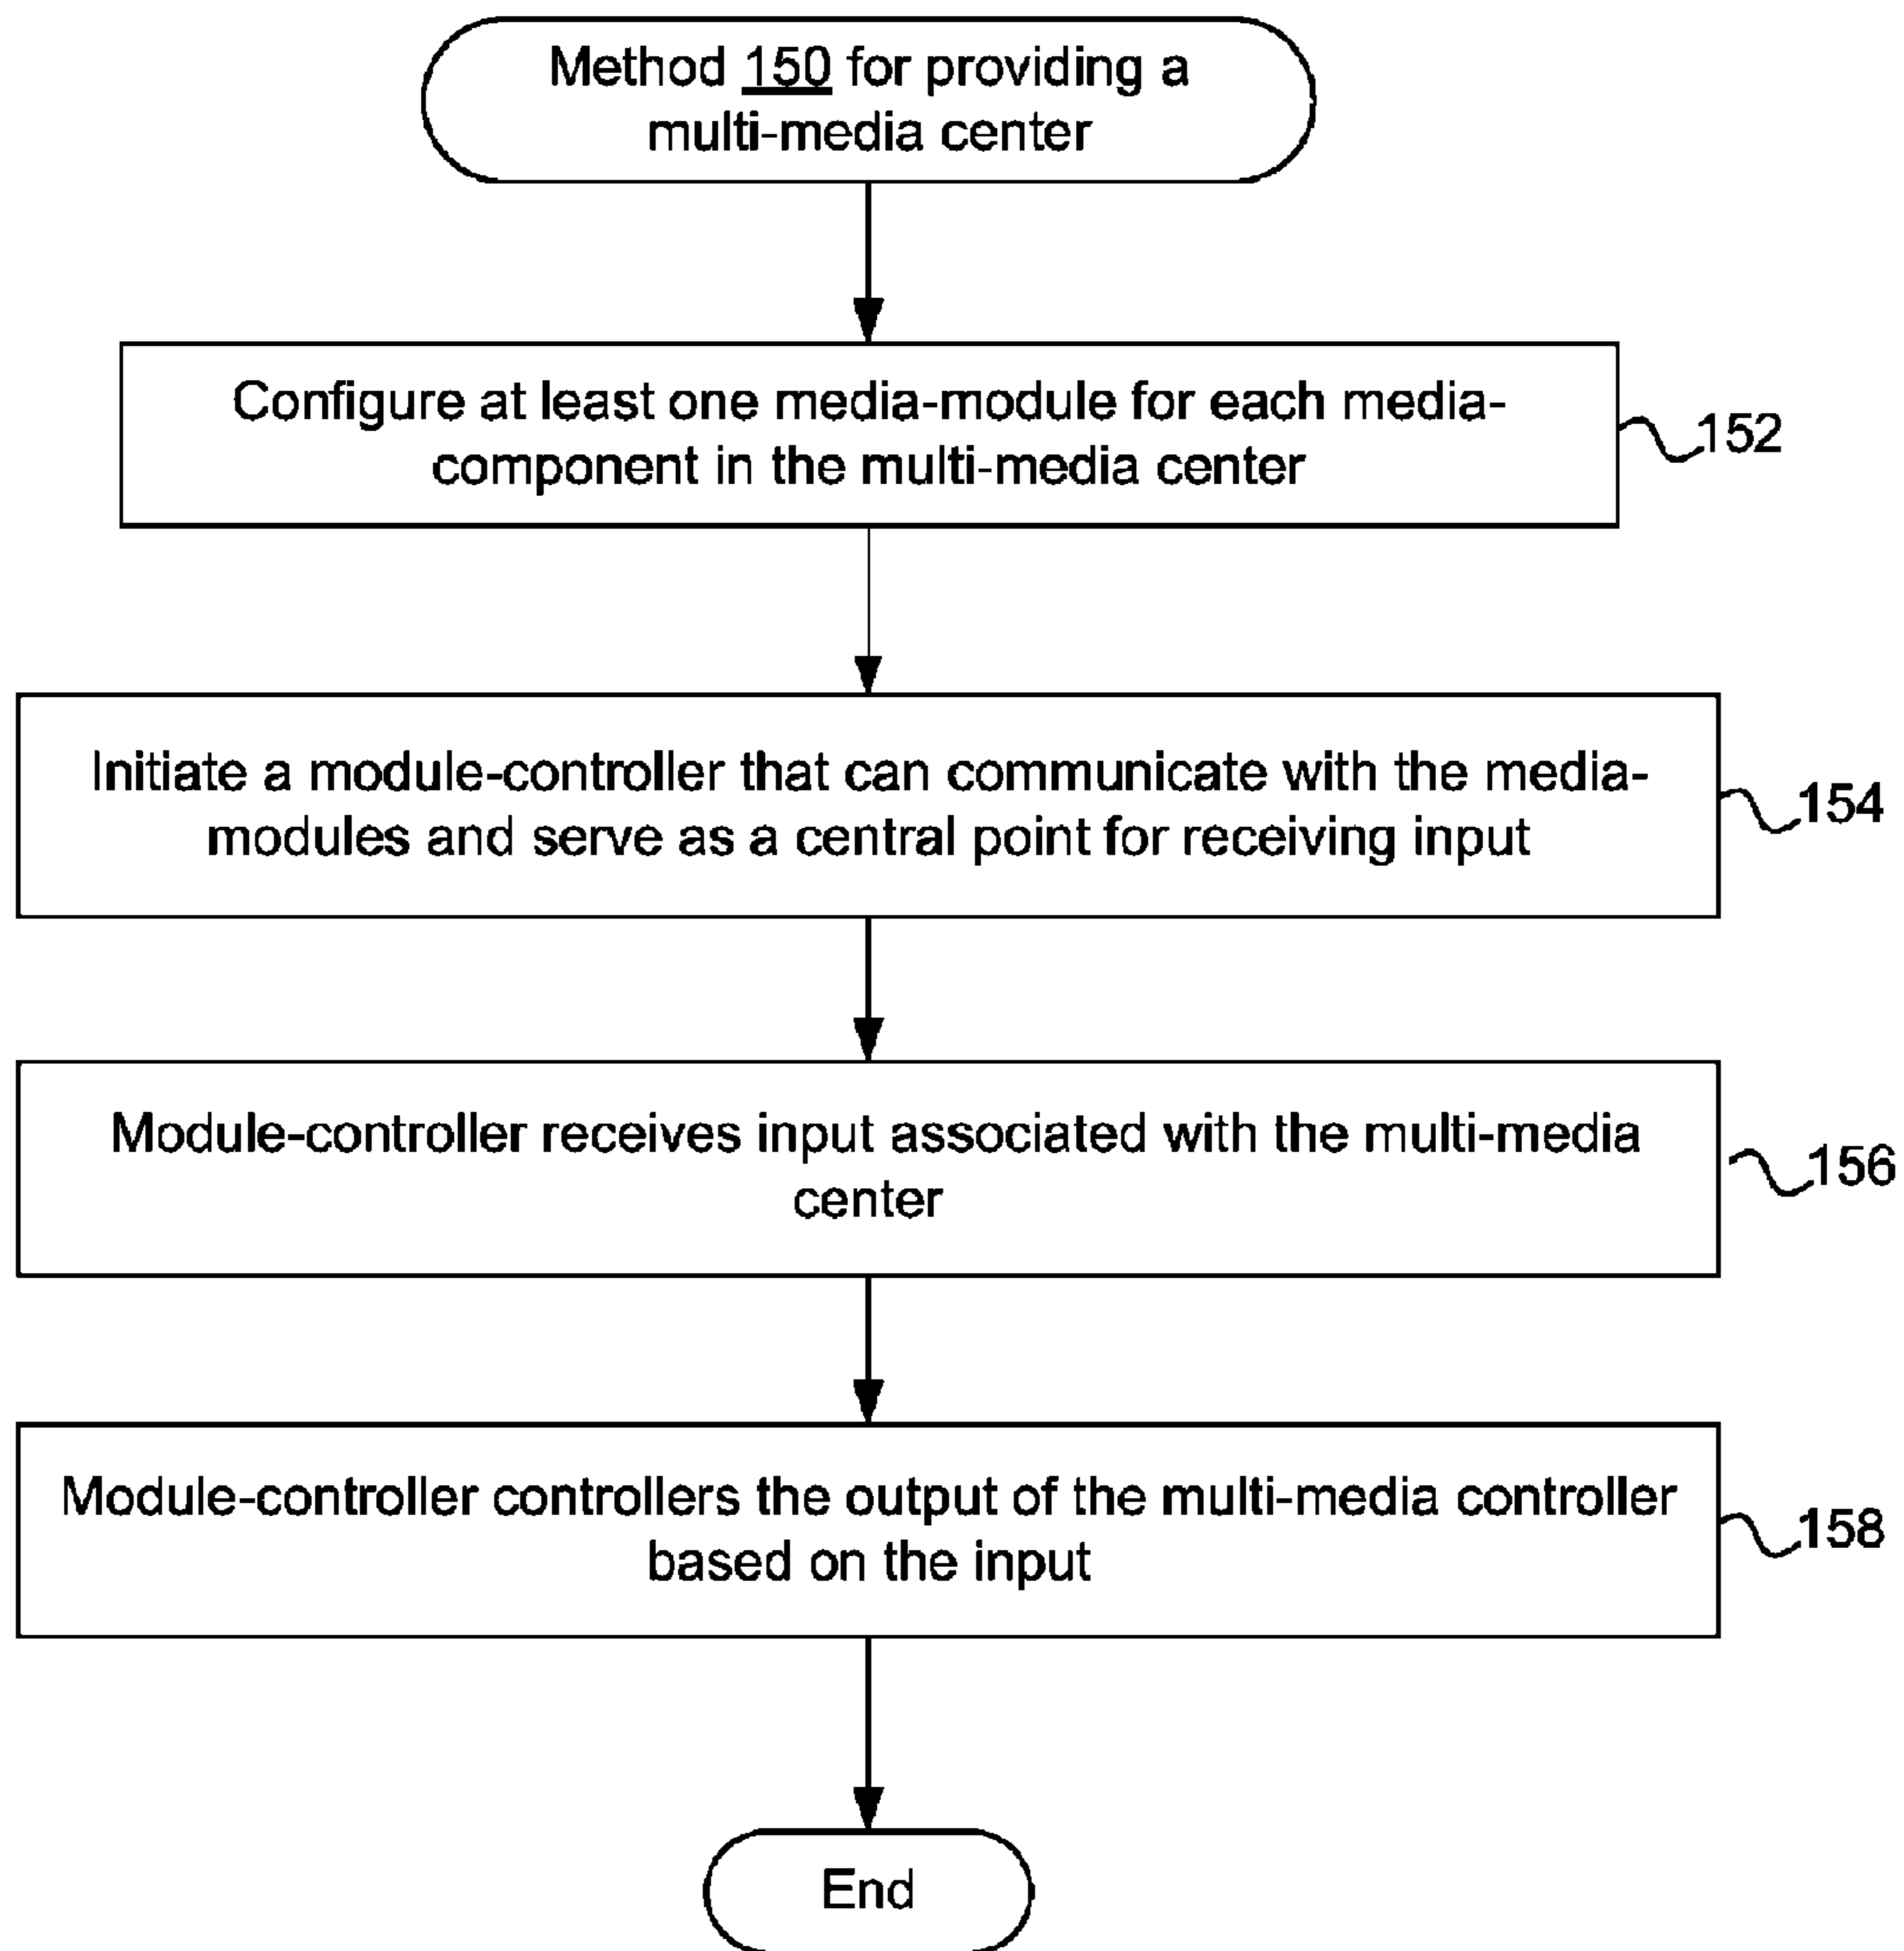 Method 150 for providing a
multi-media center
Configure at least one media-module for each media-
component in the multi-media center
152
Initiate a module-controller that can communicate with the media-
modules and serve as a central point for receiving input
154
Module-controller receives input associated with the multi-media
center
156
Module-controller controllers the output of the multi-media controller
based on the input
158
End